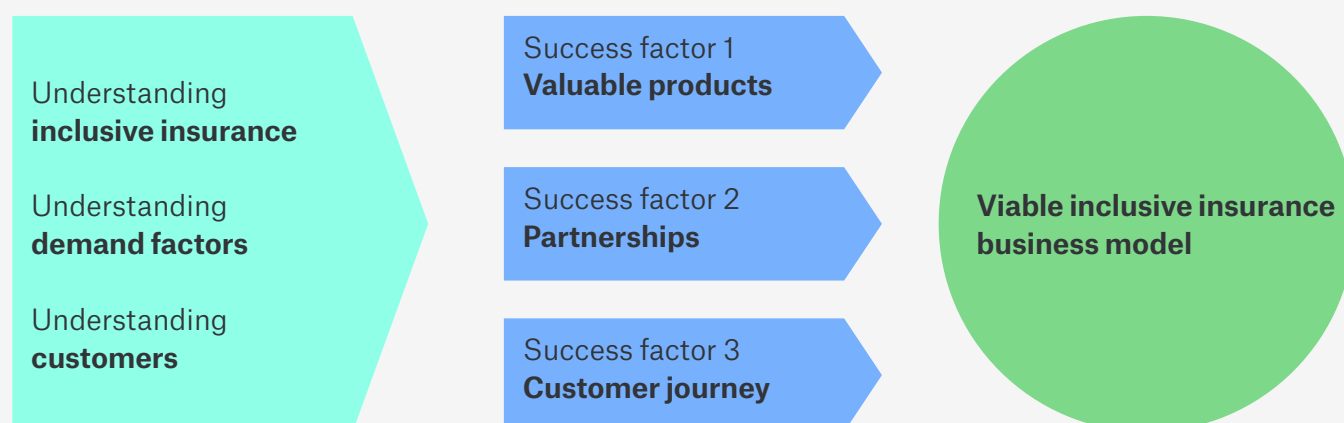 Understanding
inclusive insurance
Understanding
demand factors
Understanding
customers
Success factor 1
Valuable products
Success factor 2
Partnerships
Success factor 3
Customer journey
Viable inclusive insurance
business model